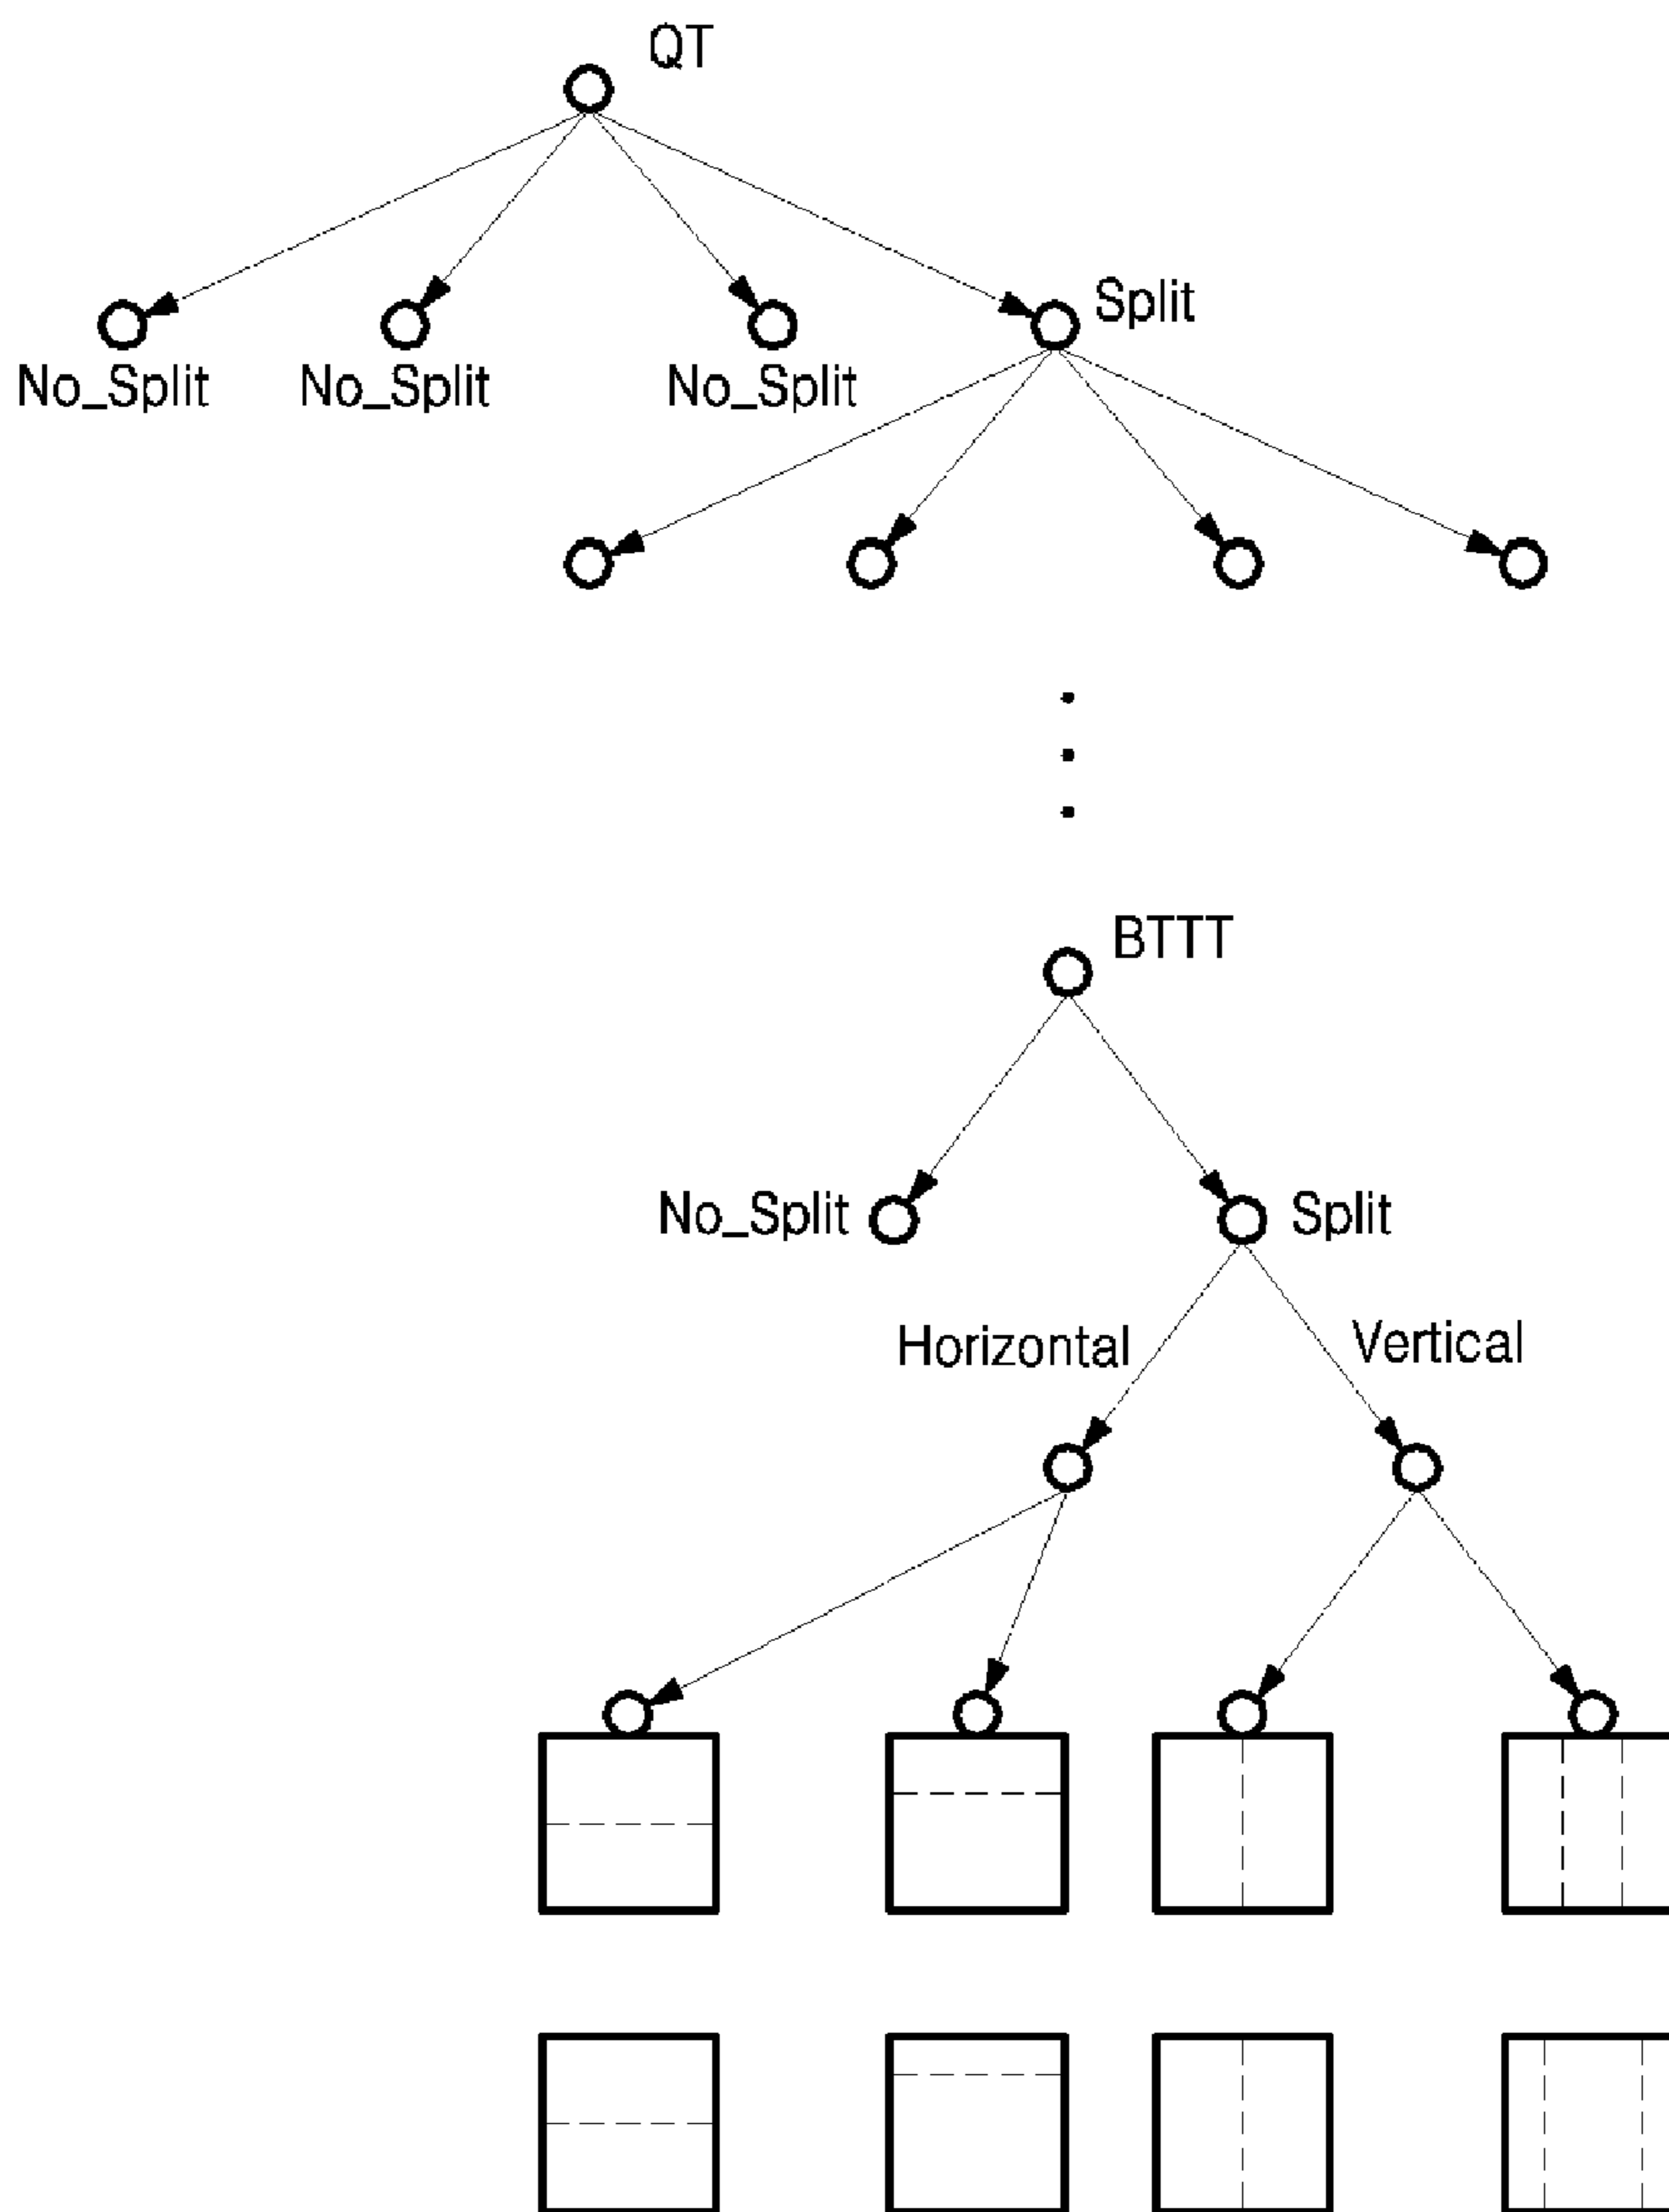 QT
Split
No_Split
No_Split
No_Split
BTTT
No_Split
Split
Horizontal
Vertical